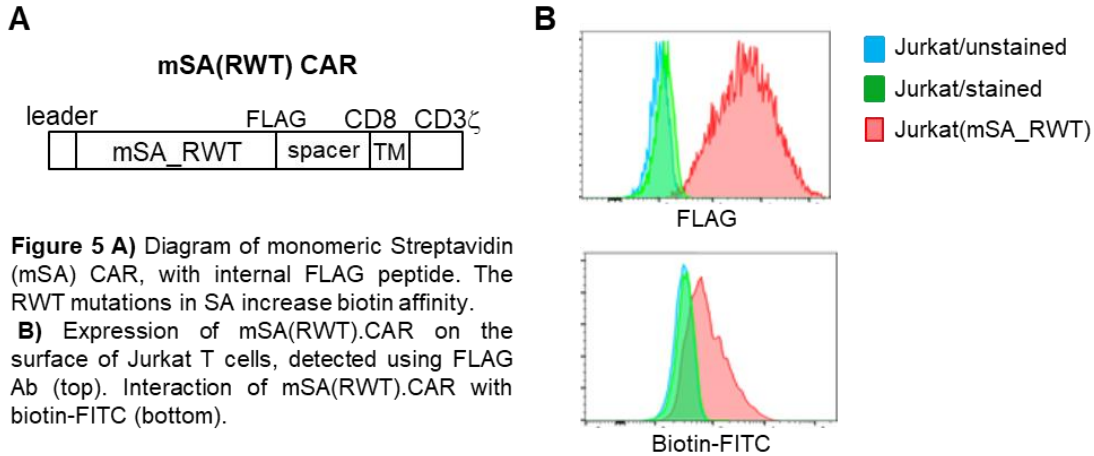 A
mSA(RWT) CAR
leader
FLAG
CD8
CD3ζ
mSA_RWT
spacer
TM
Figure 5 A) Diagram of monomeric Streptavidin
(mSA) CAR, with internal FLAG peptide. The
RWT mutations in SA increase biotin affinity.
B) Expression of mSA(RWT).CAR on the
surface of Jurkat T cells, detected using FLAG
Ab (top). Interaction of mSA(RWT).CAR with
biotin-FITC (bottom).
B
FLAG
Biotin-FITC
Jurkat/unstained
Jurkat/stained
Jurkat(mSA_RWT)